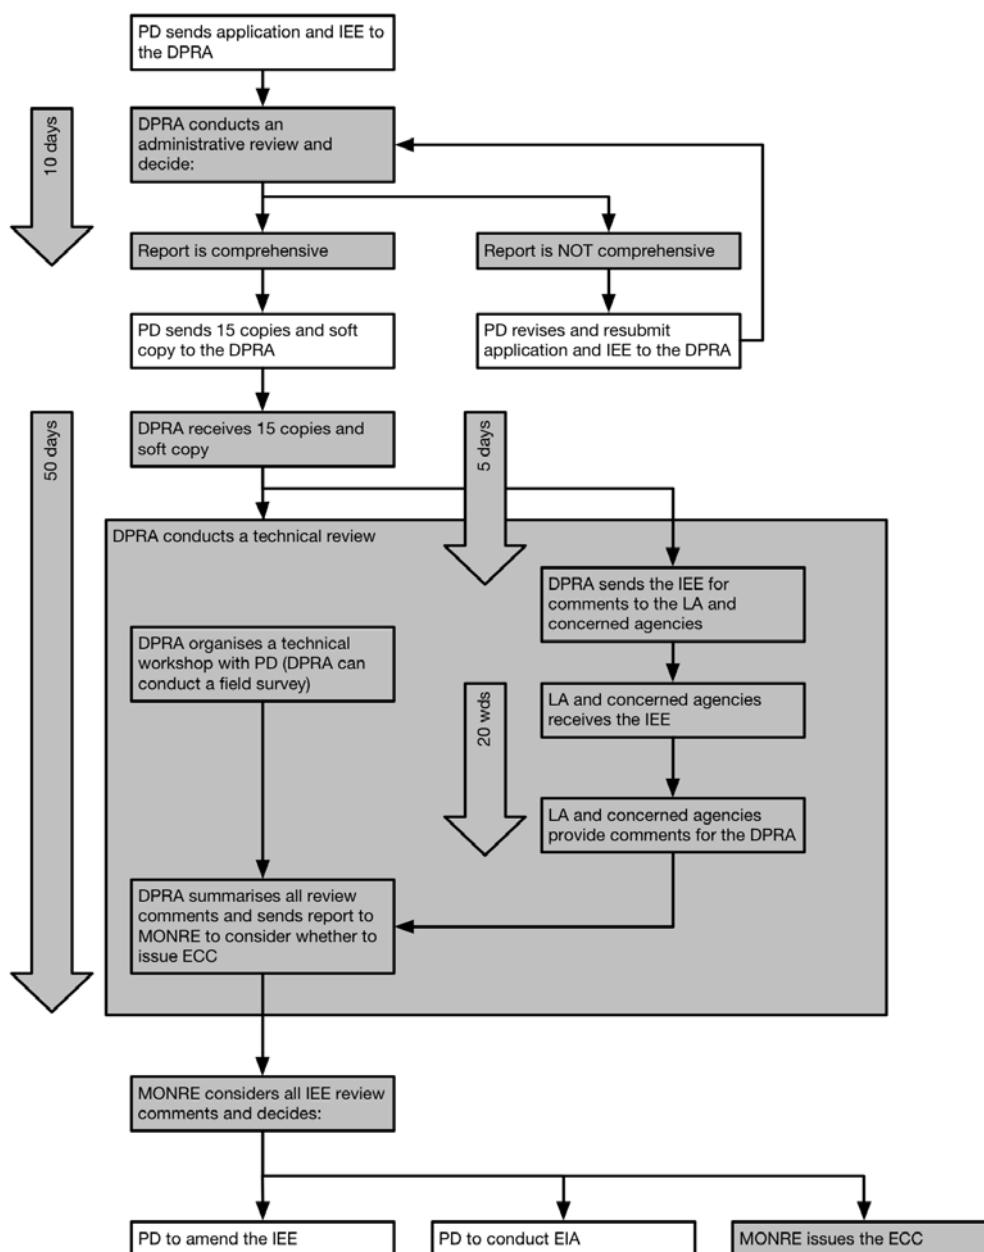 PD sends application and IEE to
the DPRA
10 days
DPRA conducts an
administrative review and
decide:
Report is comprehensive
Report is NOT comprehensive
PD sends 15 copies and soft
copy to the DPRA
PD revises and resubmit
application and IEE to the DPRA
50 days
DPRA receives 15 copies and
soft copy
5 days
DPRA conducts a technical review
DPRA sends the IEE for
comments to the LA and
concerned agencies
DPRA organises a technical
workshop with PD (DPRA can
conduct a field survey)
20 wds
LA and concerned agencies
receives the IEE
LA and concerned agencies
provide comments for the DPRA
DPRA summarises all review
comments and sends report to
MONRE to consider whether to
issue ECC
MONRE considers all IEE review
comments and decides:
PD to amend the IEE
PD to conduct EIA
MONRE issues the ECC